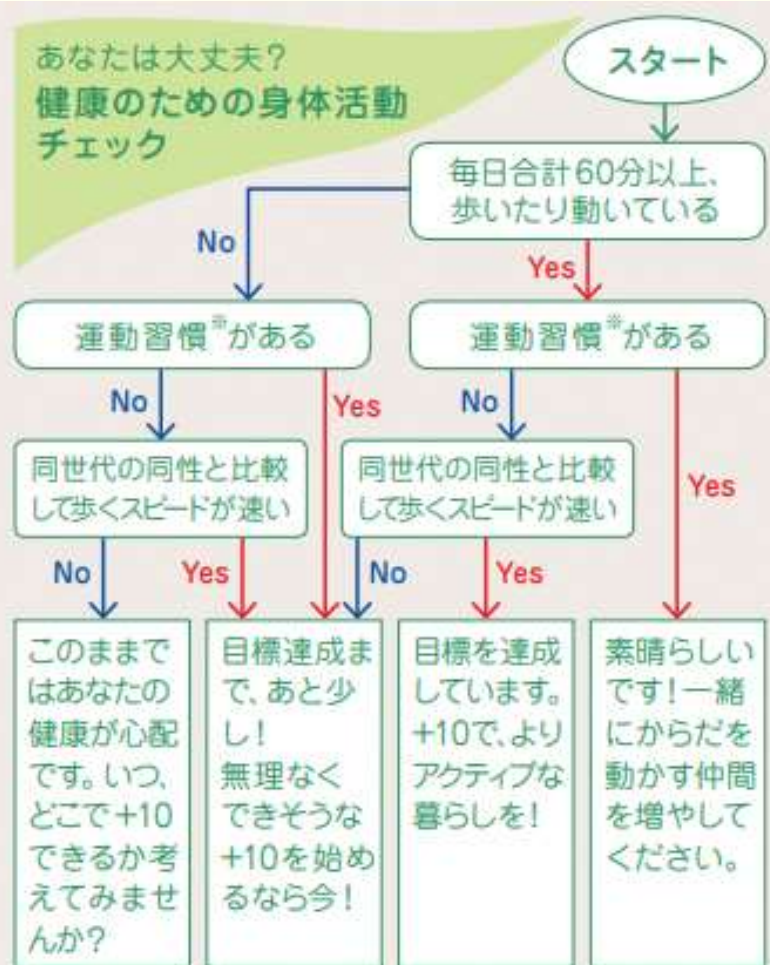 あなたは大丈夫?
健康のための身体活動
チェック
スタート
毎日合計60分以上、
歩いたり動いている
No
Yes
運動習慣※がある
運動習慣※がある
No
Yes
No
Yes
同世代の同性と比較
して歩くスピードが速い
同世代の同性と比較
して歩くスピードが速い
No
Yes
No
Yes
このままで
はあなたの
健康が心配
です。いつ、
どこで+10
できるか考
えてみませ
んか?
目標達成ま
で、あと少
し!
無理なく
できそうな
+10を始め
るなら今!
目標を達成
しています。
+10で、より
アクティブな
暮らしを!
素晴らしい
です!一緒
にからだを
動かす仲間
を増やして
ください。